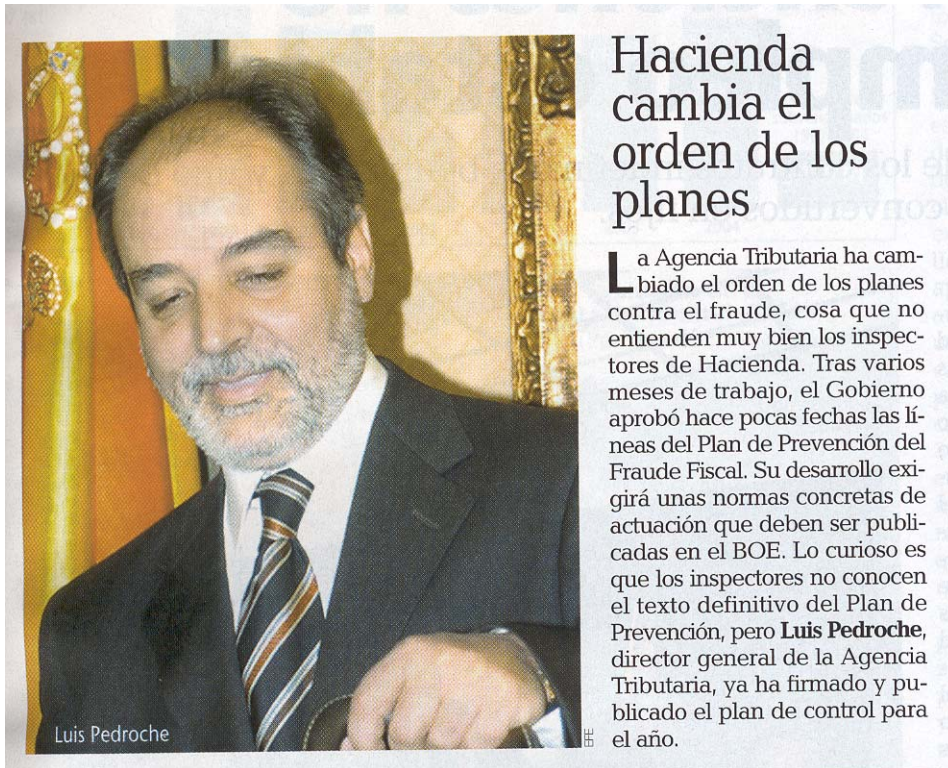 Hacienda
cambia el
orden de los
planes
La Agencia Tributaria ha cam-
biado el orden de los planes
contra el fraude, cosa que no
entienden muy bien los inspec-
tores de Hacienda. Tras varios
meses de trabajo, el Gobierno
aprobó hace pocas fechas las lí-
neas del Plan de Prevención del
Fraude Fiscal. Su desarrollo exi-
girá unas normas concretas de
actuación que deben ser publi-
cadas en el BOE. Lo curioso es
que los inspectores no conocen
el texto definitivo del Plan de
Prevención, pero Luis Pedroche,
director general de la Agencia
Tributaria, ya ha firmado y pu-
blicado el plan de control para
el año.
Luis Pedroche
EFE